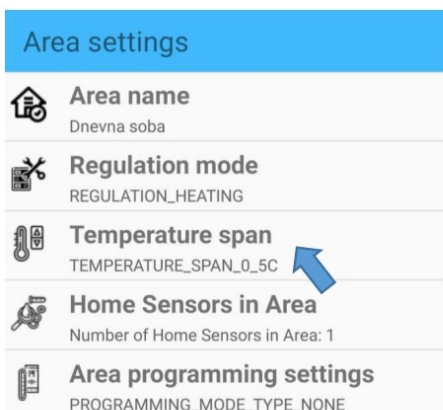 Area settings
Area name
Dnevna soba
Regulation mode
REGULATION_HEATING
Temperature span
TEMPERATURE_SPAN_0_5C
Home Sensors in Area
Number of Home Sensors in Area: 1
Area programming settings
PROGRAMMING_MODE_TYPE_NONE